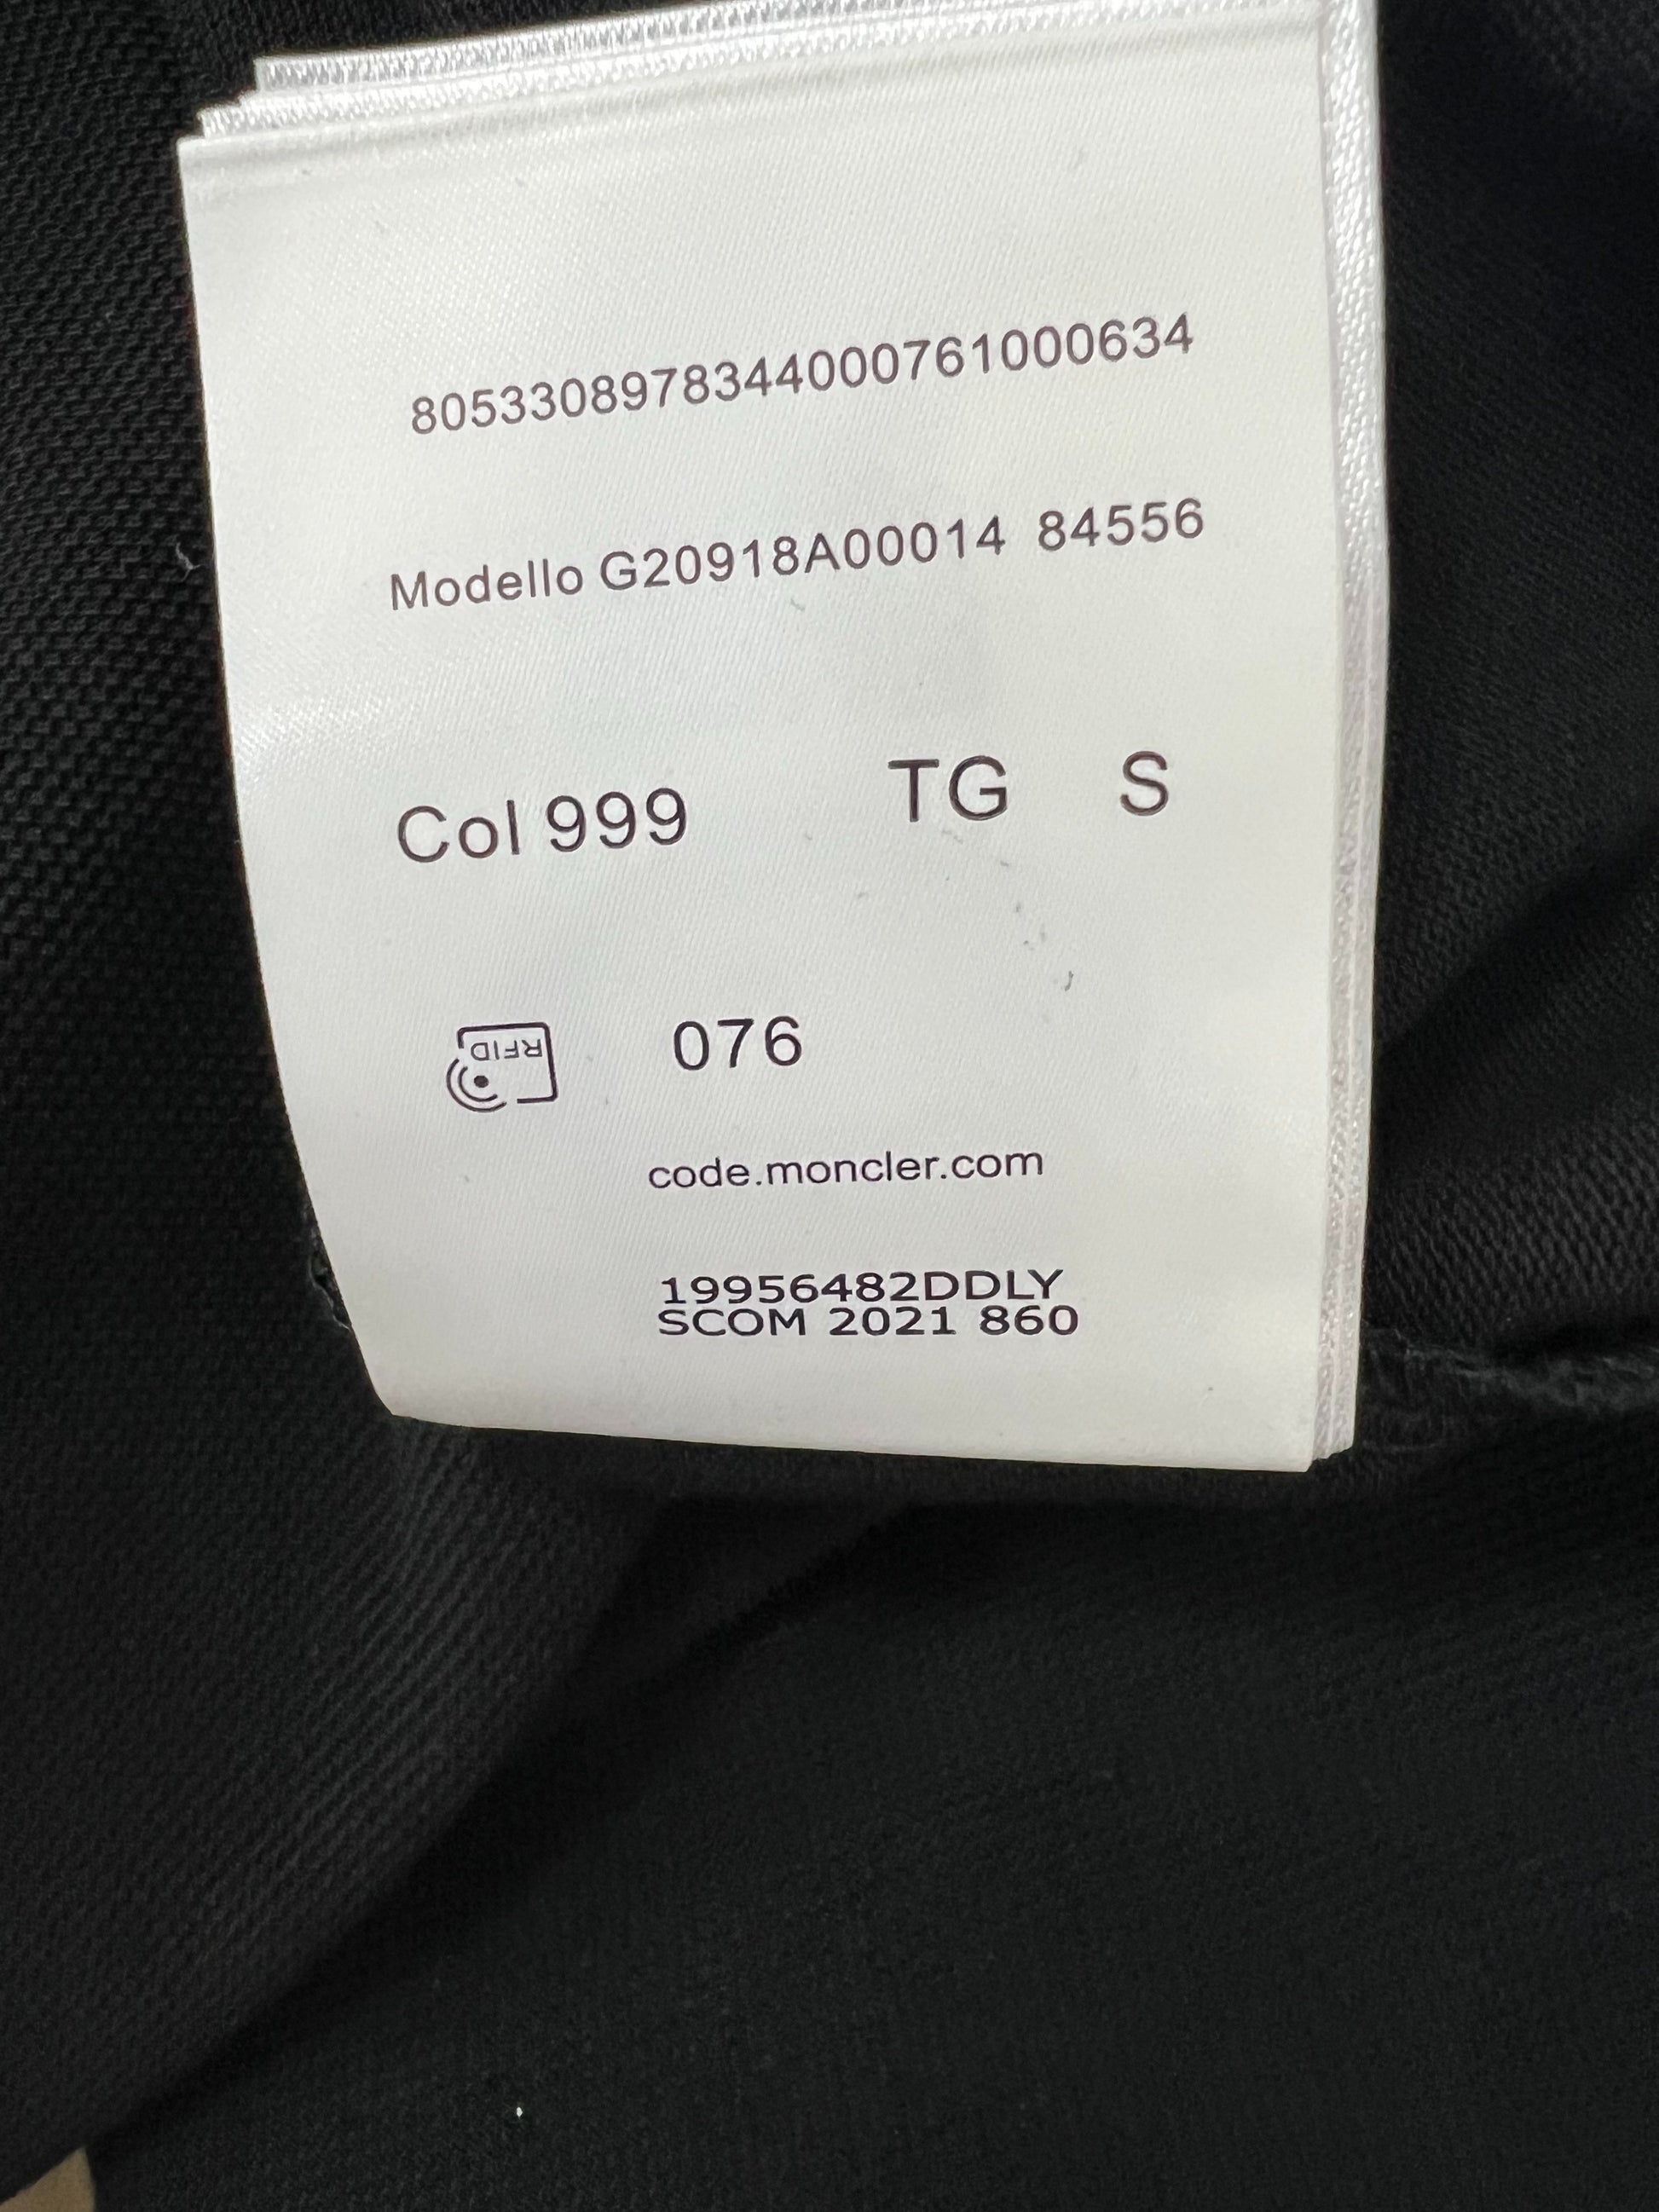 8053308978344000761000634
Modello G20918A00014 84556
Col 999 TG S
RFID
076
code.moncler.com
19956482DDLY
SCOM 2021 860